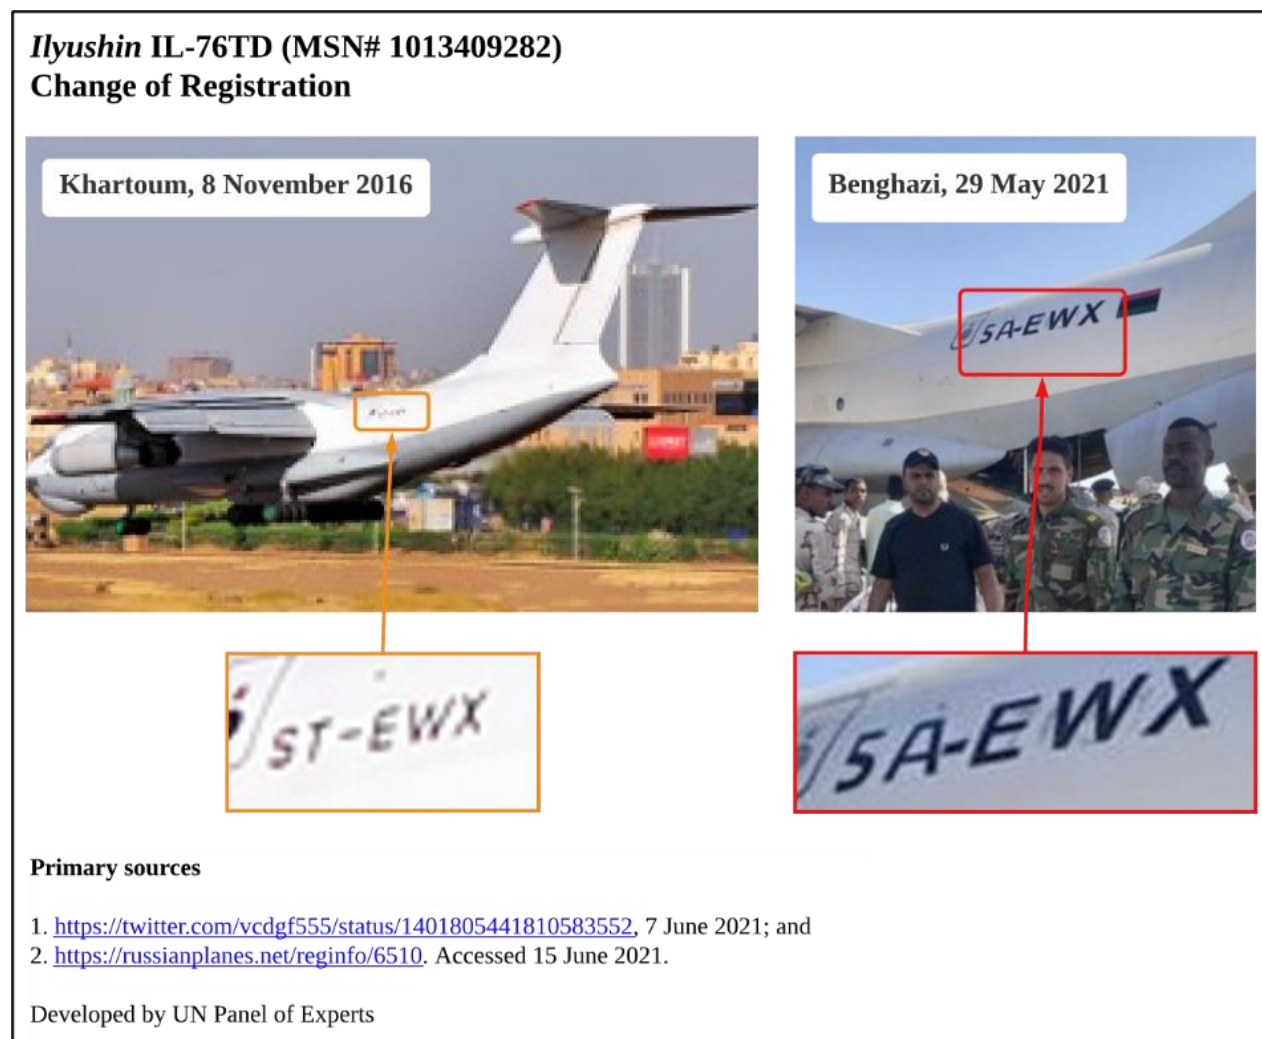 Ilyushin IL-76TD (MSN# 1013409282)
Change of Registration
Khartoum, 8 November 2016
Benghazi, 29 May 2021
5A-EWX
ST-EWX
5A-EWX
Primary sources
1. https://twitter.com/vcdgf555/status/1401805441810583552, 7 June 2021; and
2. https://russianplanes.net/reginfo/6510. Accessed 15 June 2021.
Developed by UN Panel of Experts